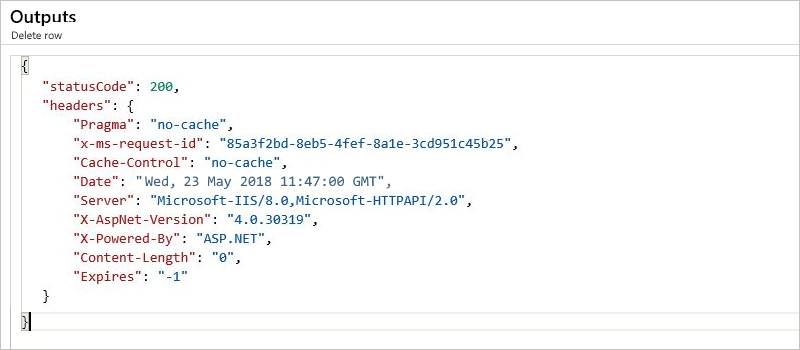 Outputs
Delete row
{
"statusCode": 200,
"headers": {
"Pragma": "no-cache",
"x-ms-request-id": "85a3f2bd-8eb5-4fef-8a1e-3cd951c45b25",
"Cache-Control": "no-cache",
"Date": "Wed, 23 May 2018 11:47:00 GMT",
"Server": "Microsoft-IIS/8.0,Microsoft-HTTPAPI/2.0",
"X-AspNet-Version": "4.0.30319",
"X-Powered-By": "ASP.NET",
"Content-Length": "0",
"Expires": "-1"
}
}